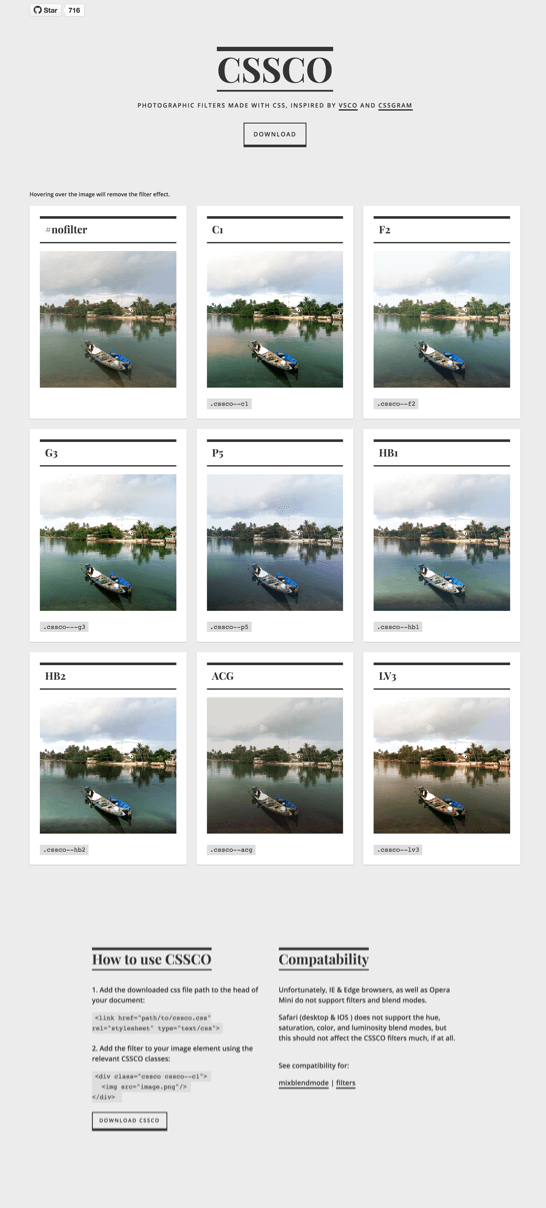 Star 716
CSSCO
PHOTOGRAPHIC FILTERS MADE WITH CSS, INSPIRED BY VSCO AND CSSGRAM
DOWNLOAD
Hovering over the image will remove the filter effect.
#nofilter
C1
.cssco--c1
F2
.cssco--f2
G3
.cssco---g3
P5
.cssco--p5
HB1
.cssco--hb1
HB2
.cssco--hb2
ACG
.cssco--acg
LV3
.cssco--lv3
How to use CSSCO
1. Add the downloaded css file path to the head of
your document:
<link href="path/to/cssco.css"
rel="stylesheet" type="text/css">
2. Add the filter to your image element using the
relevant CSSCO classes:
<div class="cssco cssco--c1">
<img src="image.png"/>
</div>
DOWNLOAD CSSCO
Compatability
Unfortunately, IE & Edge browsers, as well as Opera
Mini do not support filters and blend modes.
Safari (desktop & IOS ) does not support the hue,
saturation, color, and luminosity blend modes, but
this should not affect the CSSCO filters much, if at all.
See compatibility for:
mixblendmode | filters